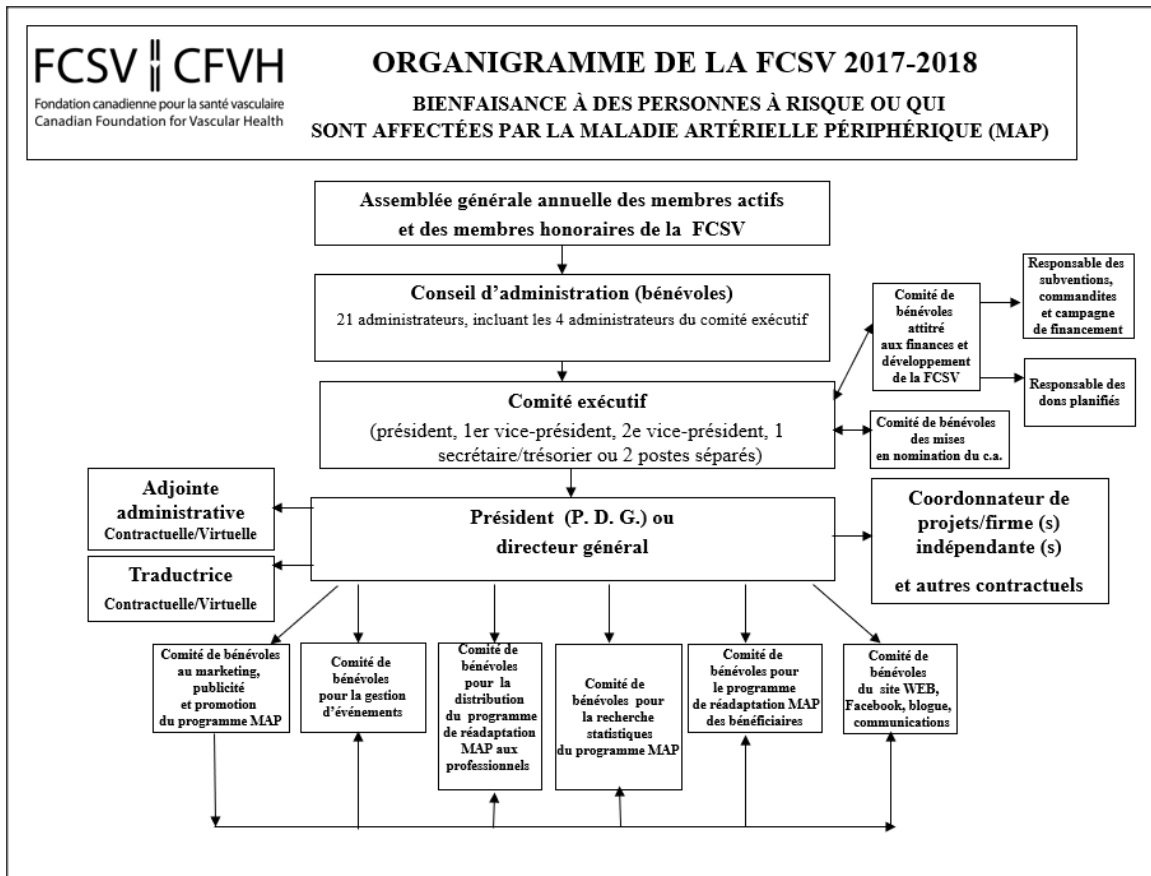 FCSV CFVH
Fondation canadienne pour la santé vasculaire
Canadian Foundation for Vascular Health
ORGANIGRAMME DE LA FCSV 2017-2018
BIENFAISANCE À DES PERSONNES À RISQUE OU QUI
SONT AFFECTÉES PAR LA MALADIE ARTÉRIELLE PÉRIPHÉRIQUE (MAP)
Assemblée générale annuelle des membres actifs
et des membres honoraires de la FCSV
Conseil d’administration (bénévoles)
21 administrateurs, incluant les 4 administrateurs du comité exécutif
Comité de
bénévoles
attitré
aux finances et
développement
de la FCSV
Responsable des
subventions,
commandites
et campagne
de financement
Responsable des
dons planifiés
Comité exécutif
(président, 1er vice-président, 2e vice-président, 1
secrétaire/trésorier ou 2 postes séparés)
Comité de bénévoles
des mises
en nomination du c.a.
Adjointe
administrative
Contractuelle/Virtuelle
Traductrice
Contractuelle/Virtuelle
Président (P. D. G.) ou
directeur général
Coordonnateur de
projets/firme (s)
indépendante (s)
et autres contractuels
Comité de bénévoles
au marketing,
publicité
et promotion
du programme MAP
Comité de
bénévoles
pour la gestion
d’événements
Comité de
bénévoles
pour la
distribution
du programme
de réadaptation
MAP aux
professionnels
Comité de
bénévoles pour
la recherche
statistiques
du programme MAP
Comité de
bénévoles pour
le programme
de réadaptation MAP
des bénéficiaires
Comité de
bénévoles
du site WEB,
Facebook, blogue,
communications